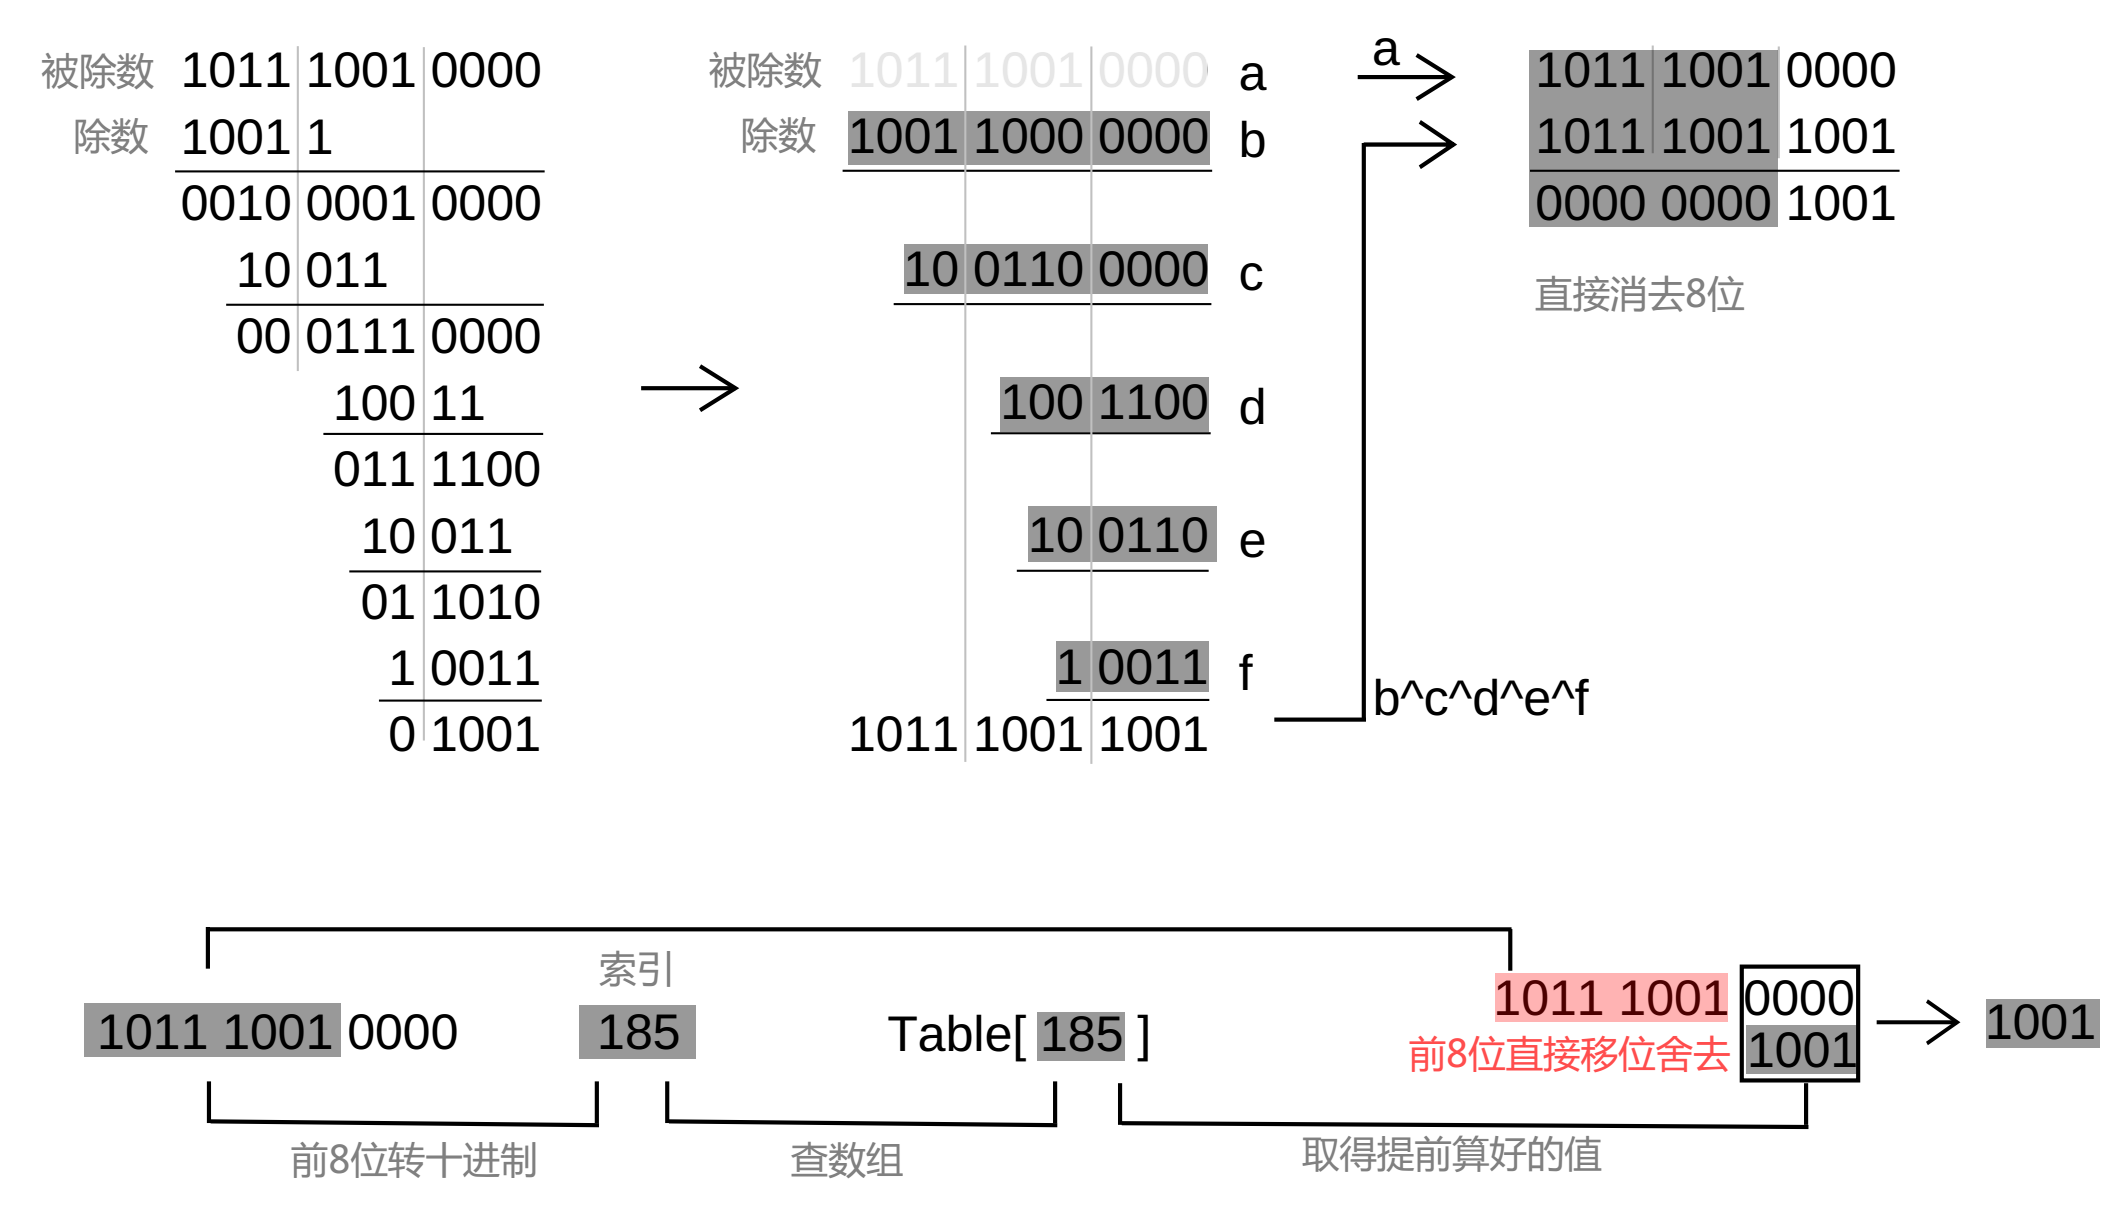 被除数 1011 1001 0000
除数 1001 1
0010 0001 0000
10 011
00 0111 0000
100 11
011 1100
10 011
01 1010
1 0011
0 1001
被除数 1011 1001 0000 a
除数 1001 1000 0000 b
10 0110 0000 c
100 1100 d
10 0110 e
1 0011 f
1011 1001 1001
a
b^c^d^e^f
1011 1001 0000
1011 1001 1001
0000 0000 1001
直接消去8位
1011 1001 0000
前8位转十进制
索引
185
查数组
Table[ 185 ]
取得提前算好的值
1011 1001 0000
前8位直接移位舍去 1001
1001